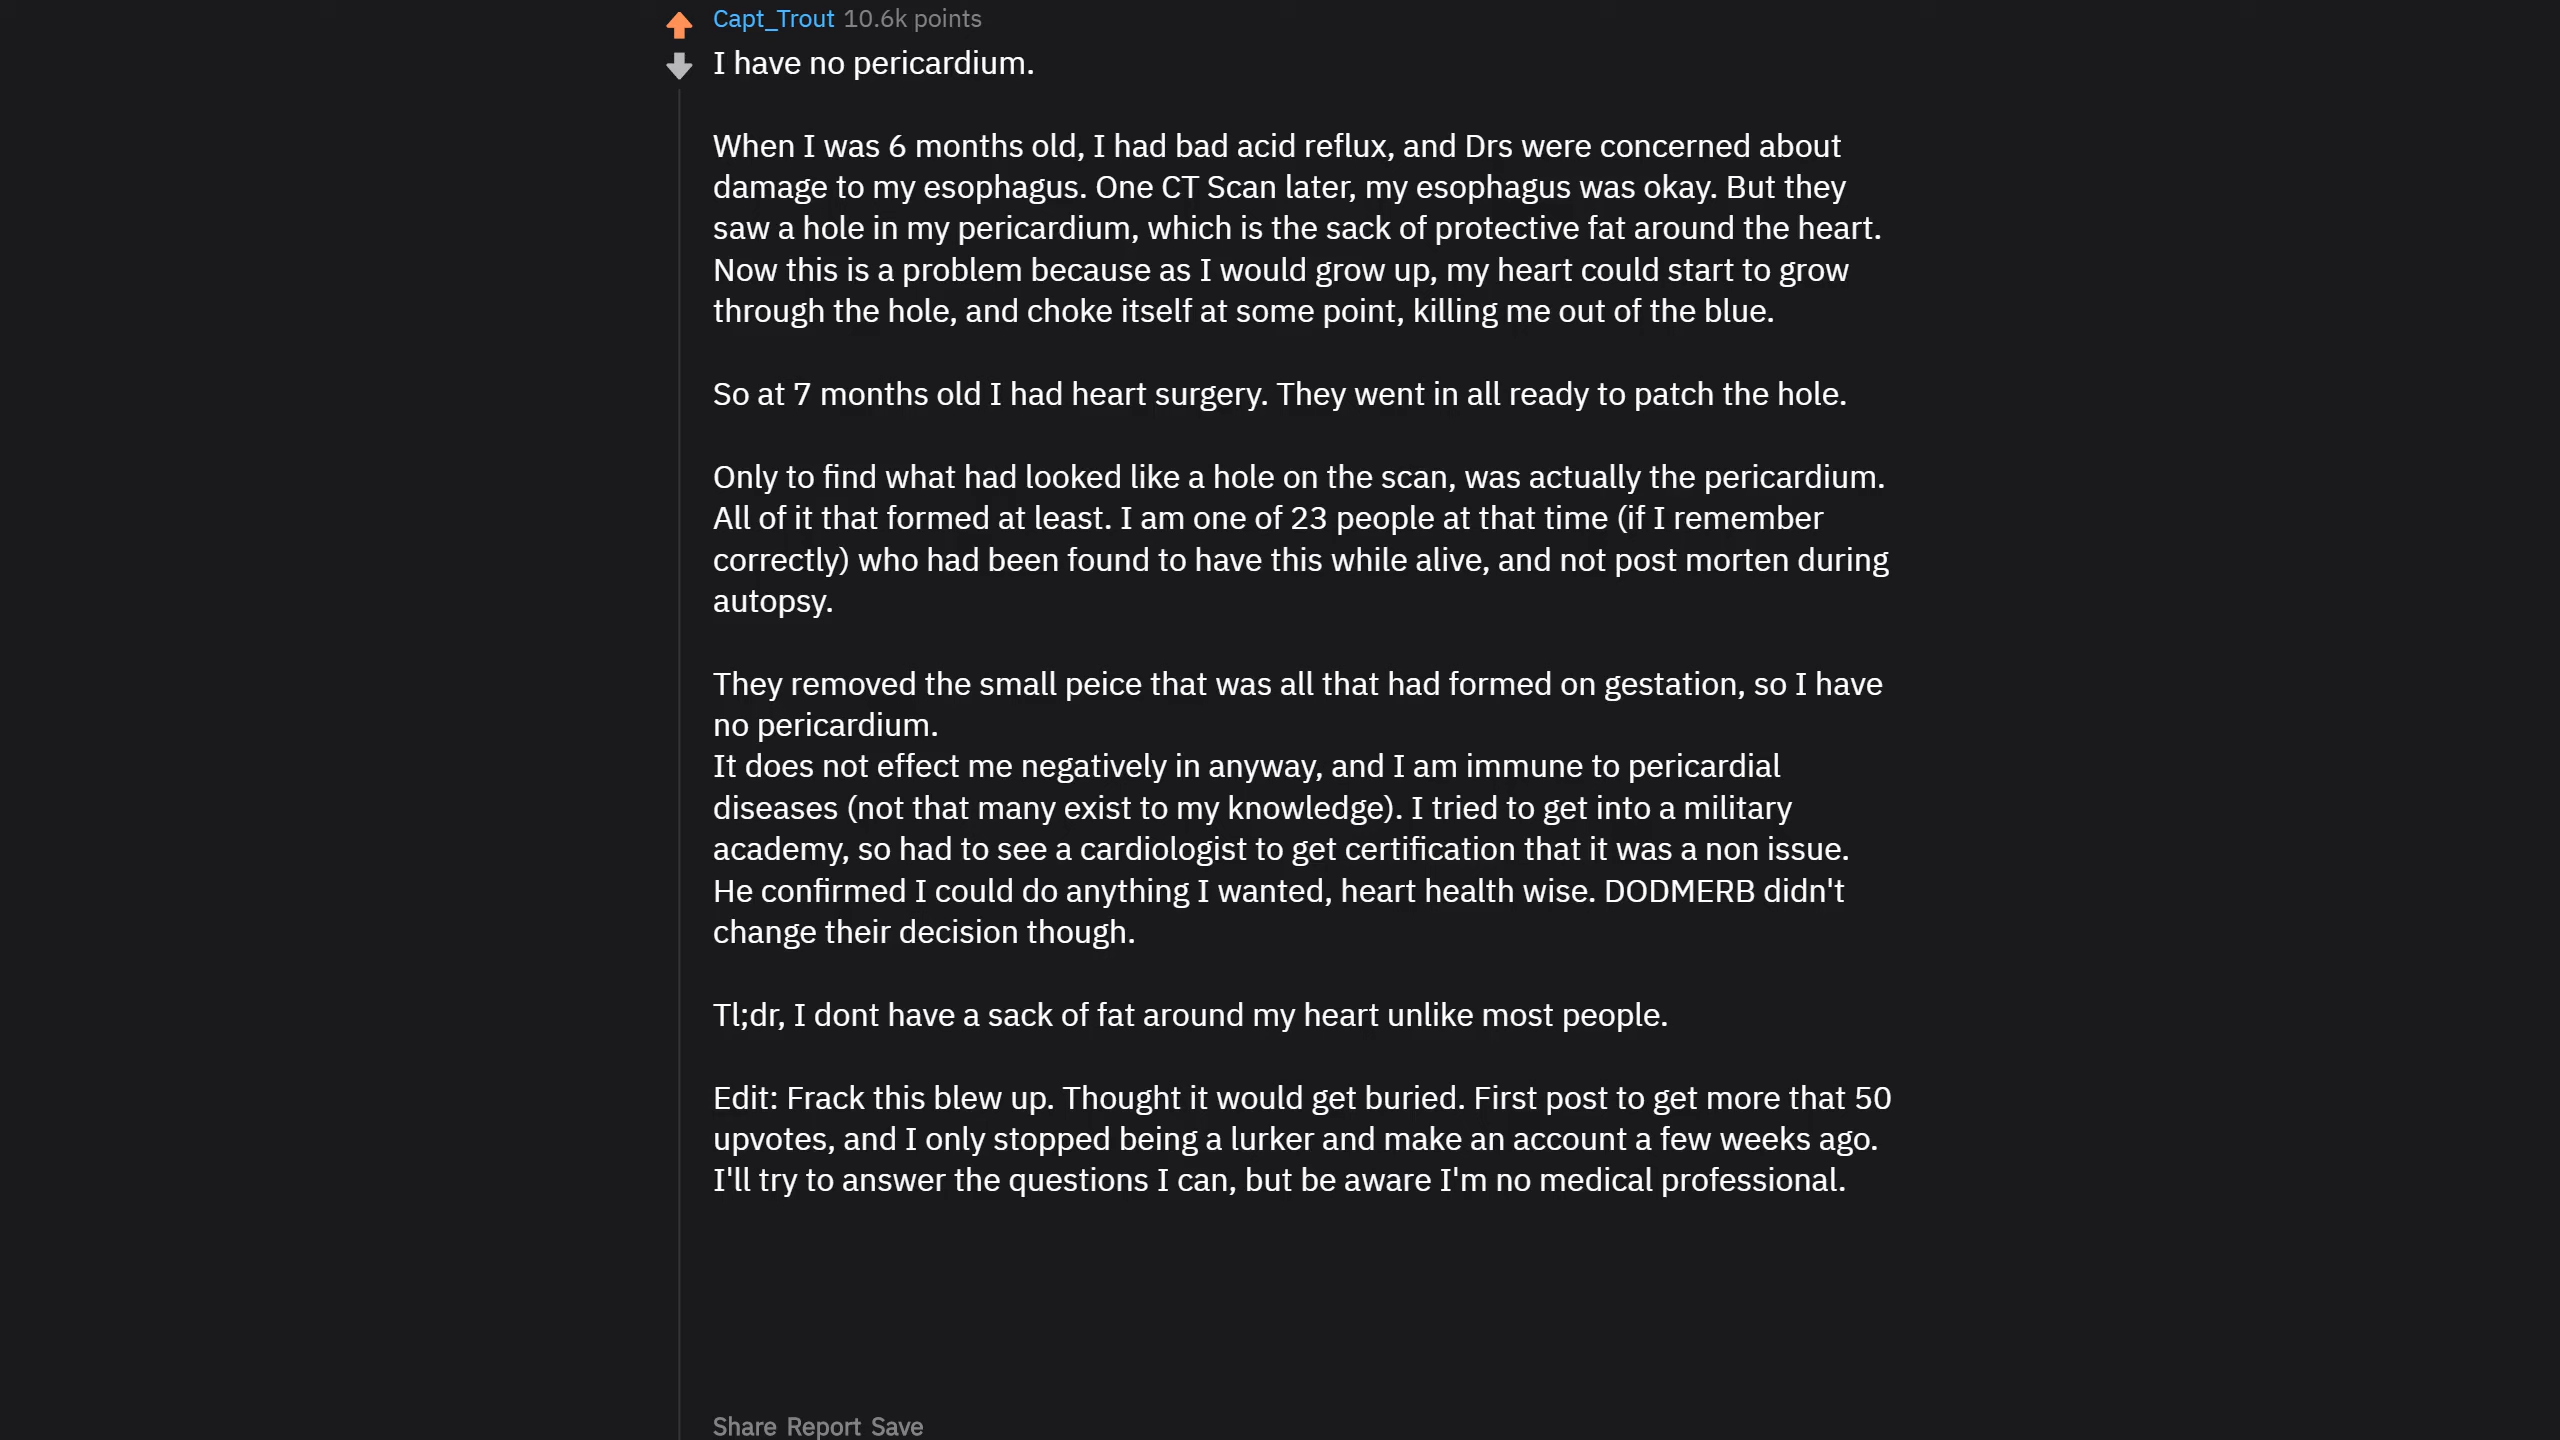 Capt_Trout 10.6k points
I have no pericardium.
When I was 6 months old, I had bad acid reflux, and Drs were concerned about
damage to my esophagus. One CT Scan later, my esophagus was okay. But they
saw a hole in my pericardium, which is the sack of protective fat around the heart.
Now this is a problem because as I would grow up, my heart could start to grow
through the hole, and choke itself at some point, killing me out of the blue.
So at 7 months old I had heart surgery. They went in all ready to patch the hole.
Only to find what had looked like a hole on the scan, was actually the pericardium.
All of it that formed at least. I am one of 23 people at that time (if I remember
correctly) who had been found to have this while alive, and not post morten during
autopsy.
They removed the small peice that was all that had formed on gestation, so I have
no pericardium.
It does not effect me negatively in anyway, and I am immune to pericardial
diseases (not that many exist to my knowledge). I tried to get into a military
academy, so had to see a cardiologist to get certification that it was a non issue.
He confirmed I could do anything I wanted, heart health wise. DODMERB didn't
change their decision though.
Tl;dr, I dont have a sack of fat around my heart unlike most people.
Edit: Frack this blew up. Thought it would get buried. First post to get more that 50
upvotes, and I only stopped being a lurker and make an account a few weeks ago.
I'll try to answer the questions I can, but be aware I'm no medical professional.
Share Report Save